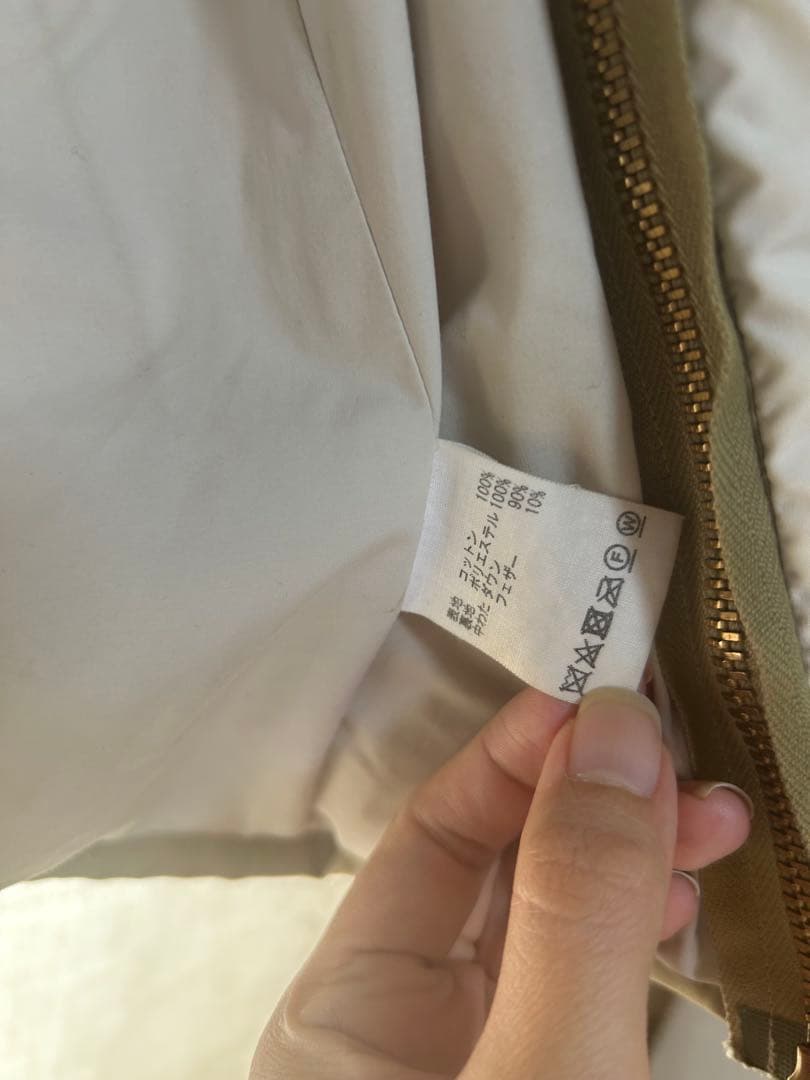 表地 コットン 100%
裏地 ポリエステル 100%
中わた ダウン 90%
フェザー 10%
F
W